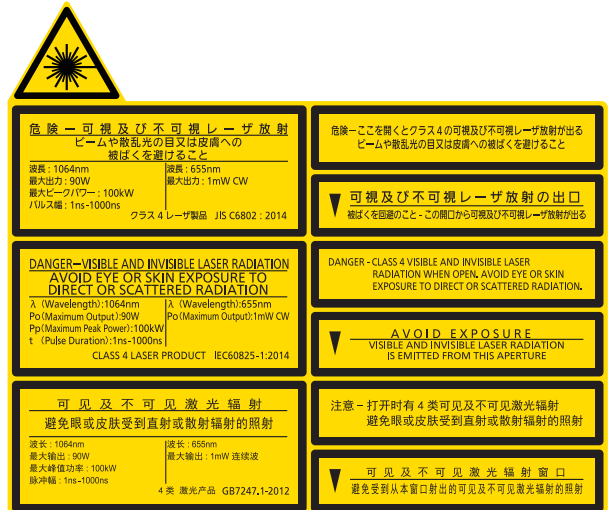 危険ー可視及び不可視レーザ放射
ビームや散乱光の目又は皮膚への
被ばくを避けること
波長：1064nm
最大出力：90W
最大ピークパワー：100kW
パルス幅：1ns-1000ns
波長：655nm
最大出力：1mW CW
クラス 4 レーザ製品 JIS C6802：2014
危険ーここを開くとクラス 4 の可視及び不可視レーザ放射が出る
ビームや散乱光の目又は皮膚への被ばくを避けること
可視及び不可視レーザ放射の出口
被ばくを回避のこと - この開口から可視及び不可視レーザ放射が出る
DANGER—VISIBLE AND INVISIBLE LASER RADIATION
AVOID EYE OR SKIN EXPOSURE TO
DIRECT OR SCATTERED RADIATION
λ (Wavelength):1064nm
Po(Maximum Output):90W
Pp(Maximum Peak Power):100kW
t (Pulse Duration):1ns-1000ns
λ (Wavelength):655nm
Po(Maximum Output):1mW CW
CLASS 4 LASER PRODUCT IEC60825-1:2014
DANGER - CLASS 4 VISIBLE AND INVISIBLE LASER
RADIATION WHEN OPEN. AVOID EYE OR SKIN
EXPOSURE TO DIRECT OR SCATTERED RADIATION.
AVOID EXPOSURE
VISIBLE AND INVISIBLE LASER RADIATION
IS EMITTED FROM THIS APERTURE
可见及不可见激光辐射
避免眼或皮肤受到直射或散射辐射的照射
波长：1064nm
最大输出：90W
最大峰值功率：100kW
脉冲幅：1ns-1000ns
波长：655nm
最大输出：1mW 连续波
4 类 激光产品 GB7247.1-2012
注意 - 打开时有 4 类可见及不可见激光辐射
避免眼或皮肤受到直射或散射辐射的照射
可见及不可见激光辐射窗口
避免受到从本窗口射出的可见及不可见激光辐射的照射